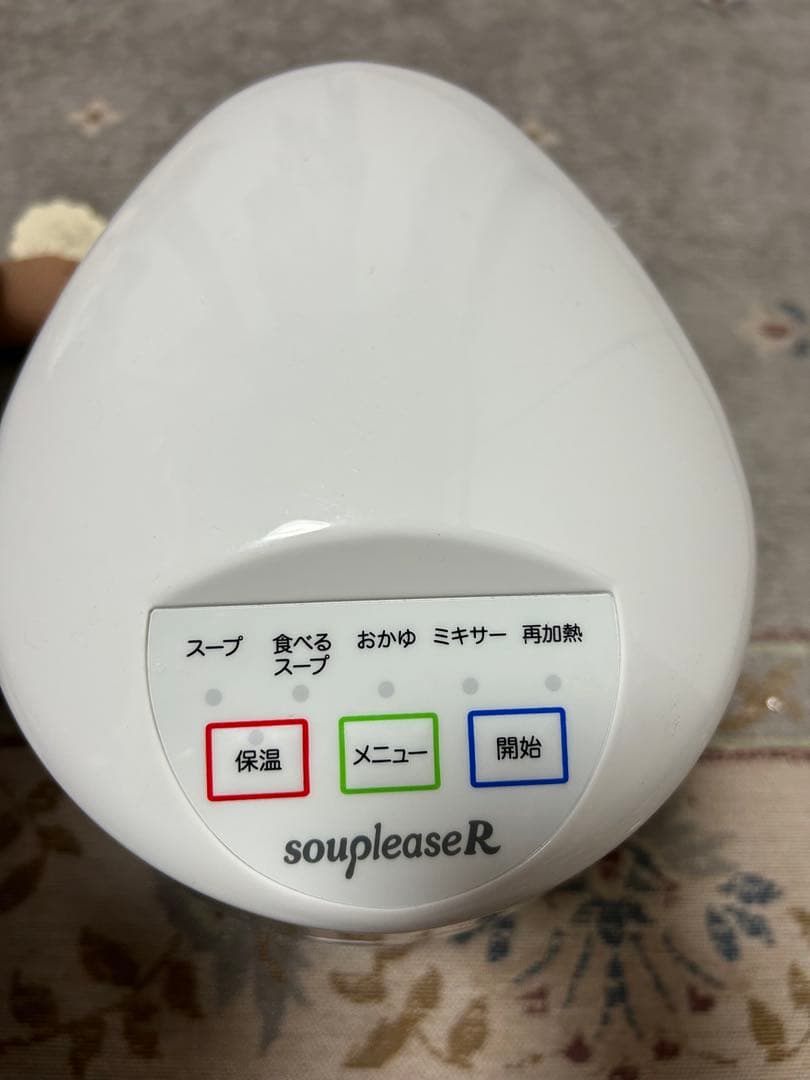 スープ
食べる
スープ
おかゆ
ミキサー
再加熱
保温
メニュー
開始
soupleaseR